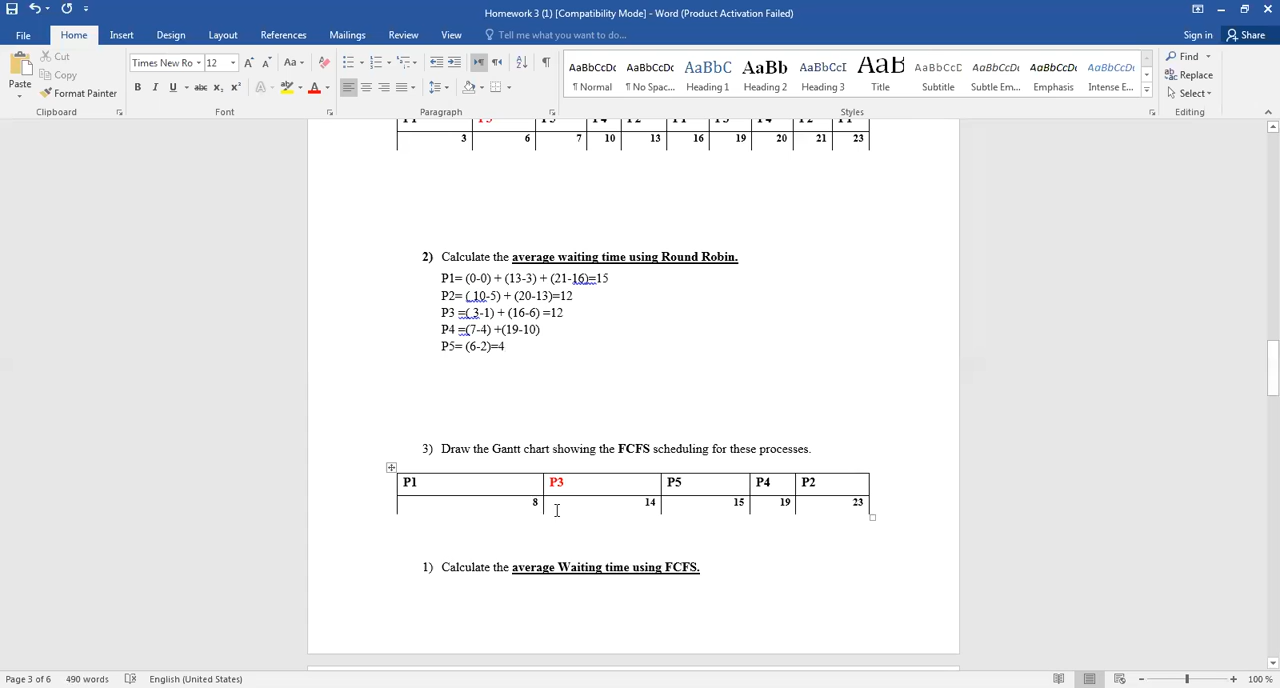 Homework 3 (1) [Compatibility Mode] - Word (Product Activation Failed)
File Home Insert Design Layout References Mailings Review View Tell me what you want to do... Sign in Share
Paste Cut Copy Format Painter
Clipboard
Times New Ro 12 Aa
B I U abc x₂ x² A A
Font
Paragraph
AaBbCcDc AaBbCcDc AaBbC AaBb AaBbCcI AaB AaBbCcD AaBbCcDc AaBbCcDc AaBbCcDc
¶ Normal ¶ No Spac... Heading 1 Heading 2 Heading 3 Title Subtitle Subtle Em... Emphasis Intense E...
Styles
Find
Replace
Select
Editing
3 6 7 10 13 16 19 20 21 23
2) Calculate the average waiting time using Round Robin.
P1= (0-0) + (13-3) + (21-16)=15
P2= ( 10-5) + (20-13)=12
P3 =( 3-1) + (16-6) =12
P4 =(7-4) +(19-10)
P5= (6-2)=4
3) Draw the Gantt chart showing the FCFS scheduling for these processes.
P1 P3 P5 P4 P2
8 14 15 19 23
1) Calculate the average Waiting time using FCFS.
Page 3 of 6 490 words English (United States) 100 %